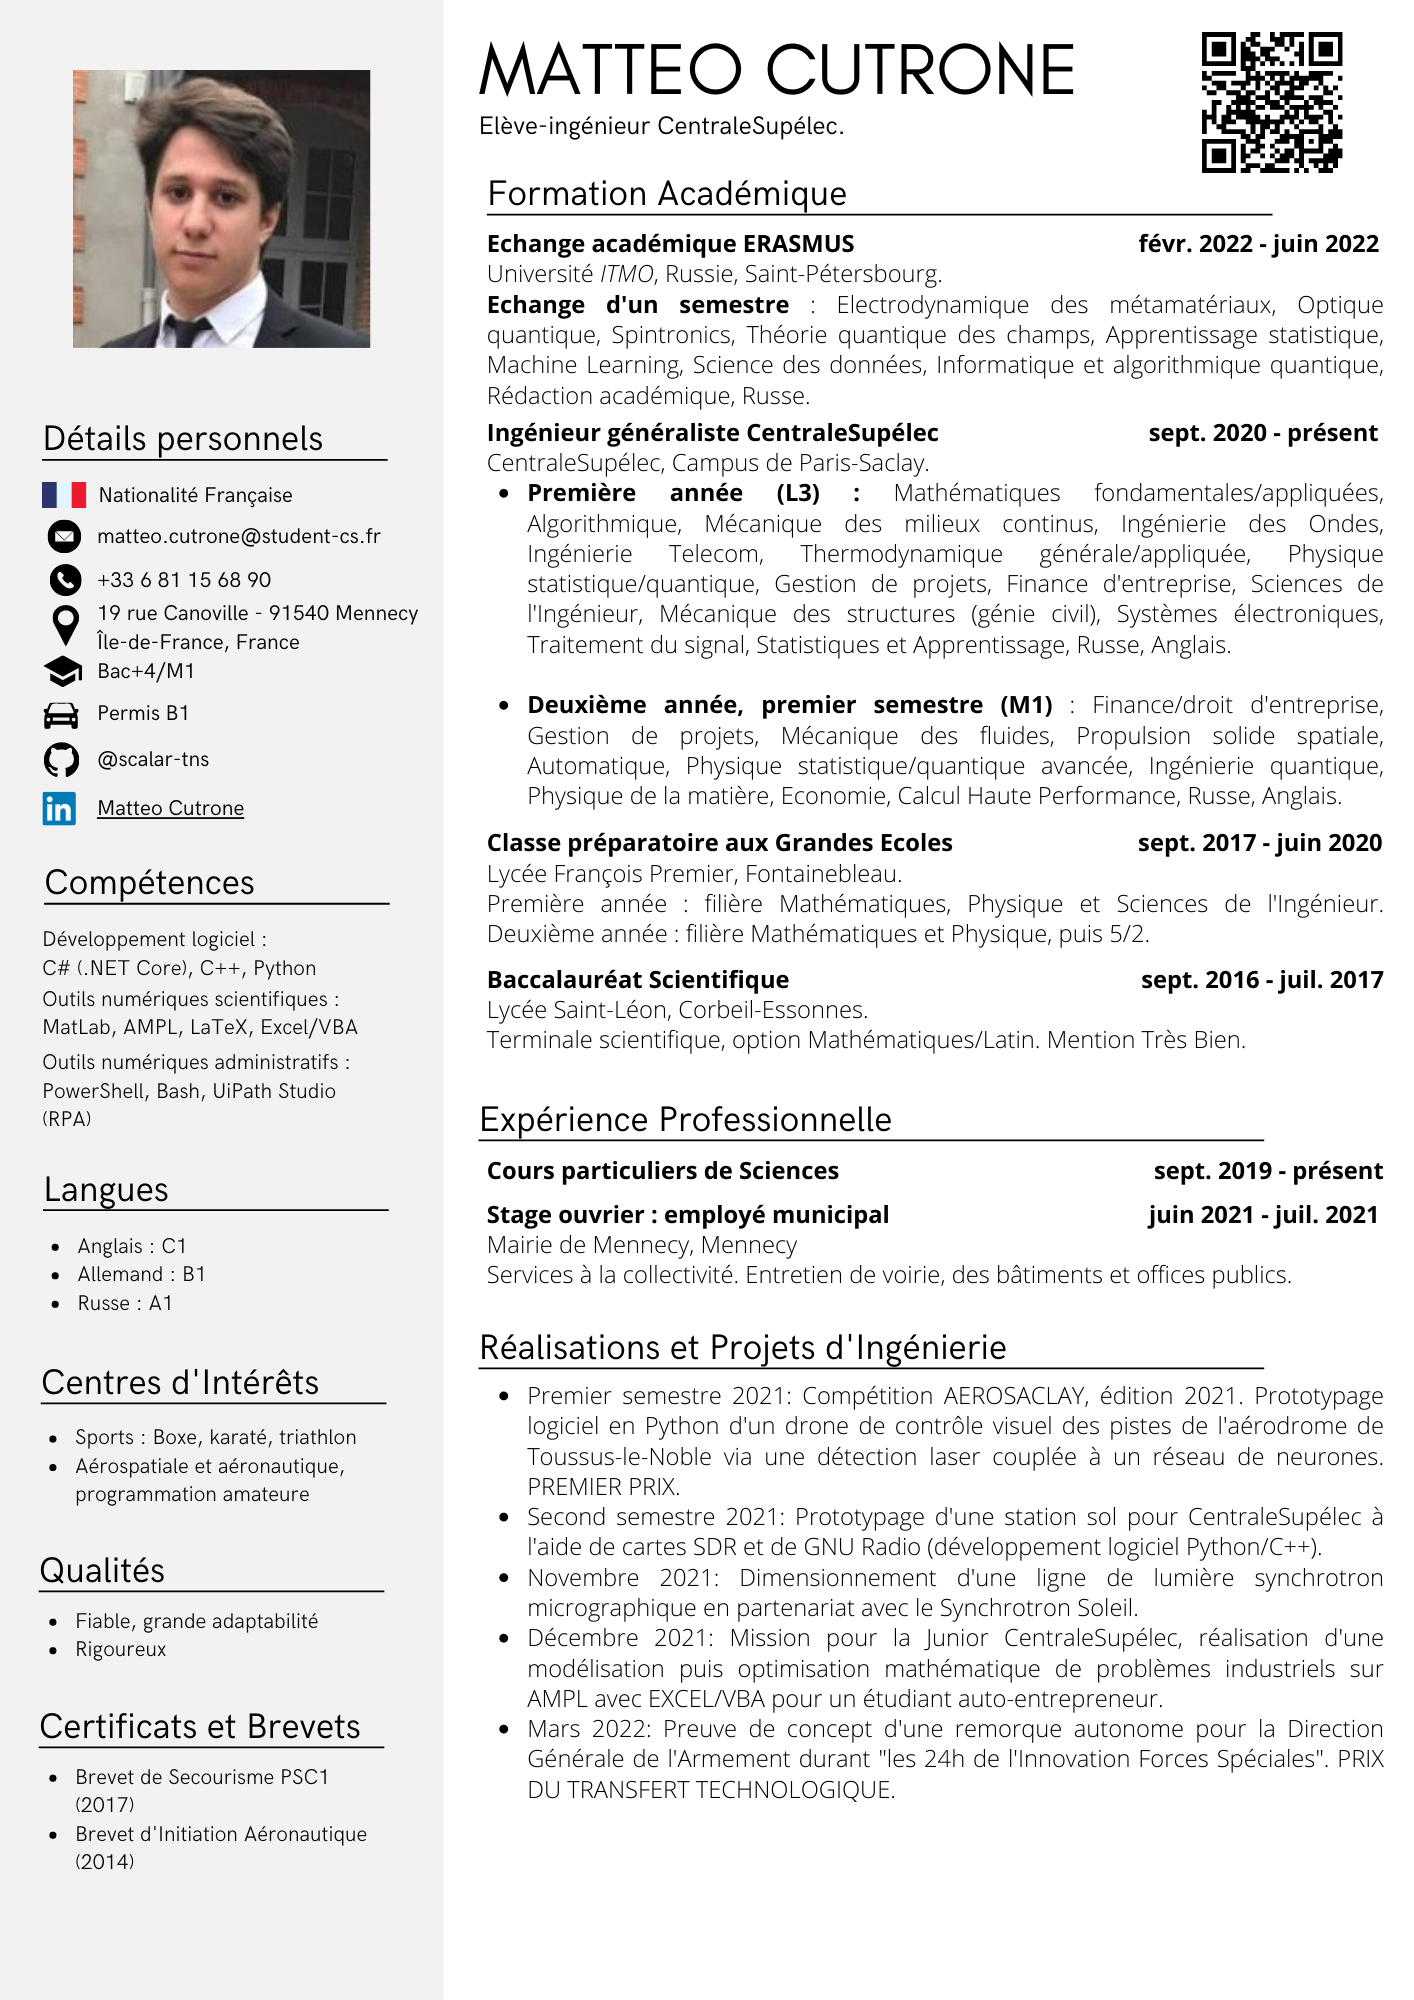 MATTEO CUTRONE
Elève-ingénieur CentraleSupélec.
Détails personnels
Nationalité Française
matteo.cutrone@student-cs.fr
+33 6 81 15 68 90
19 rue Canoville - 91540 Mennecy
Île-de-France, France
Bac+4/M1
Permis B1
@scalar-tns
in Matteo Cutrone
Compétences
Développement logiciel :
C# (.NET Core), C++, Python
Outils numériques scientifiques :
MatLab, AMPL, LaTeX, Excel/VBA
Outils numériques administratifs :
PowerShell, Bash, UiPath Studio
(RPA)
Langues
• Anglais : C1
• Allemand : B1
• Russe : A1
Centres d'Intérêts
• Sports : Boxe, karaté, triathlon
• Aérospatiale et aéronautique,
programmation amateure
Qualités
• Fiable, grande adaptabilité
• Rigoureux
Certificats et Brevets
• Brevet de Secourisme PSC1
(2017)
• Brevet d'Initiation Aéronautique
(2014)
Formation Académique
Echange académique ERASMUS févr. 2022 - juin 2022
Université ITMO, Russie, Saint-Pétersbourg.
Echange d'un semestre : Electrodynamique des métamatériaux, Optique
quantique, Spintronics, Théorie quantique des champs, Apprentissage statistique,
Machine Learning, Science des données, Informatique et algorithmique quantique,
Rédaction académique, Russe.
Ingénieur généraliste CentraleSupélec sept. 2020 - présent
CentraleSupélec, Campus de Paris-Saclay.
• Première année (L3) : Mathématiques fondamentales/appliquées,
Algorithmique, Mécanique des milieux continus, Ingénierie des Ondes,
Ingénierie Telecom, Thermodynamique générale/appliquée, Physique
statistique/quantique, Gestion de projets, Finance d'entreprise, Sciences de
l'Ingénieur, Mécanique des structures (génie civil), Systèmes électroniques,
Traitement du signal, Statistiques et Apprentissage, Russe, Anglais.
• Deuxième année, premier semestre (M1) : Finance/droit d'entreprise,
Gestion de projets, Mécanique des fluides, Propulsion solide spatiale,
Automatique, Physique statistique/quantique avancée, Ingénierie quantique,
Physique de la matière, Economie, Calcul Haute Performance, Russe, Anglais.
Classe préparatoire aux Grandes Ecoles sept. 2017 - juin 2020
Lycée François Premier, Fontainebleau.
Première année : filière Mathématiques, Physique et Sciences de l'Ingénieur.
Deuxième année : filière Mathématiques et Physique, puis 5/2.
Baccalauréat Scientifique sept. 2016 - juil. 2017
Lycée Saint-Léon, Corbeil-Essonnes.
Terminale scientifique, option Mathématiques/Latin. Mention Très Bien.
Expérience Professionnelle
Cours particuliers de Sciences sept. 2019 - présent
Stage ouvrier : employé municipal juin 2021 - juil. 2021
Mairie de Mennecy, Mennecy
Services à la collectivité. Entretien de voirie, des bâtiments et offices publics.
Réalisations et Projets d'Ingénierie
• Premier semestre 2021: Compétition AEROSACLAY, édition 2021. Prototypage
logiciel en Python d'un drone de contrôle visuel des pistes de l'aérodrome de
Toussus-le-Noble via une détection laser couplée à un réseau de neurones.
PREMIER PRIX.
• Second semestre 2021: Prototypage d'une station sol pour CentraleSupélec à
l'aide de cartes SDR et de GNU Radio (développement logiciel Python/C++).
• Novembre 2021: Dimensionnement d'une ligne de lumière synchrotron
micrographique en partenariat avec le Synchrotron Soleil.
• Décembre 2021: Mission pour la Junior CentraleSupélec, réalisation d'une
modélisation puis optimisation mathématique de problèmes industriels sur
AMPL avec EXCEL/VBA pour un étudiant auto-entrepreneur.
• Mars 2022: Preuve de concept d'une remorque autonome pour la Direction
Générale de l'Armement durant "les 24h de l'Innovation Forces Spéciales". PRIX
DU TRANSFERT TECHNOLOGIQUE.